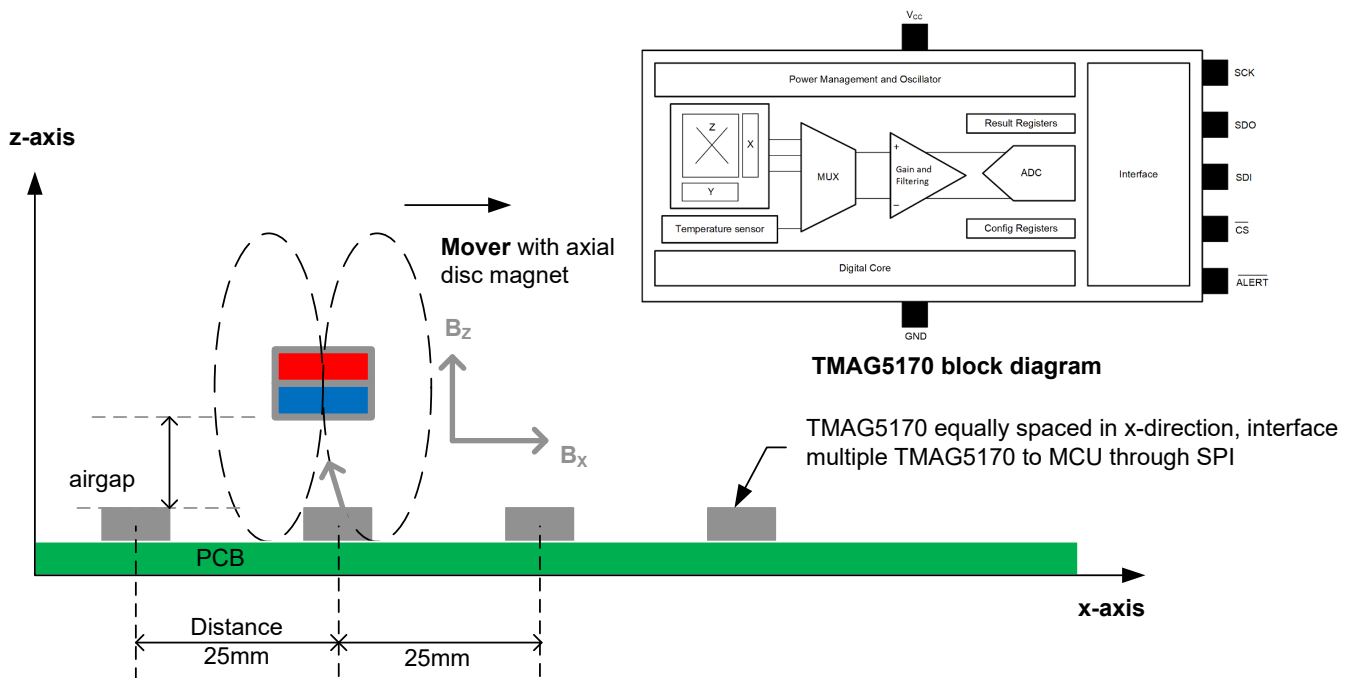 z-axis
Mover with axial
disc magnet
BZ
BX
airgap
PCB
Distance
25mm
25mm
x-axis
VCC
Power Management and Oscillator
Z
X
Y
Temperature sensor
MUX
+
Gain and
Filtering
−
Result Registers
ADC
Config Registers
Digital Core
Interface
SCK
SDO
SDI
CS
ALERT
GND
TMAG5170 block diagram
TMAG5170 equally spaced in x-direction, interface
multiple TMAG5170 to MCU through SPI